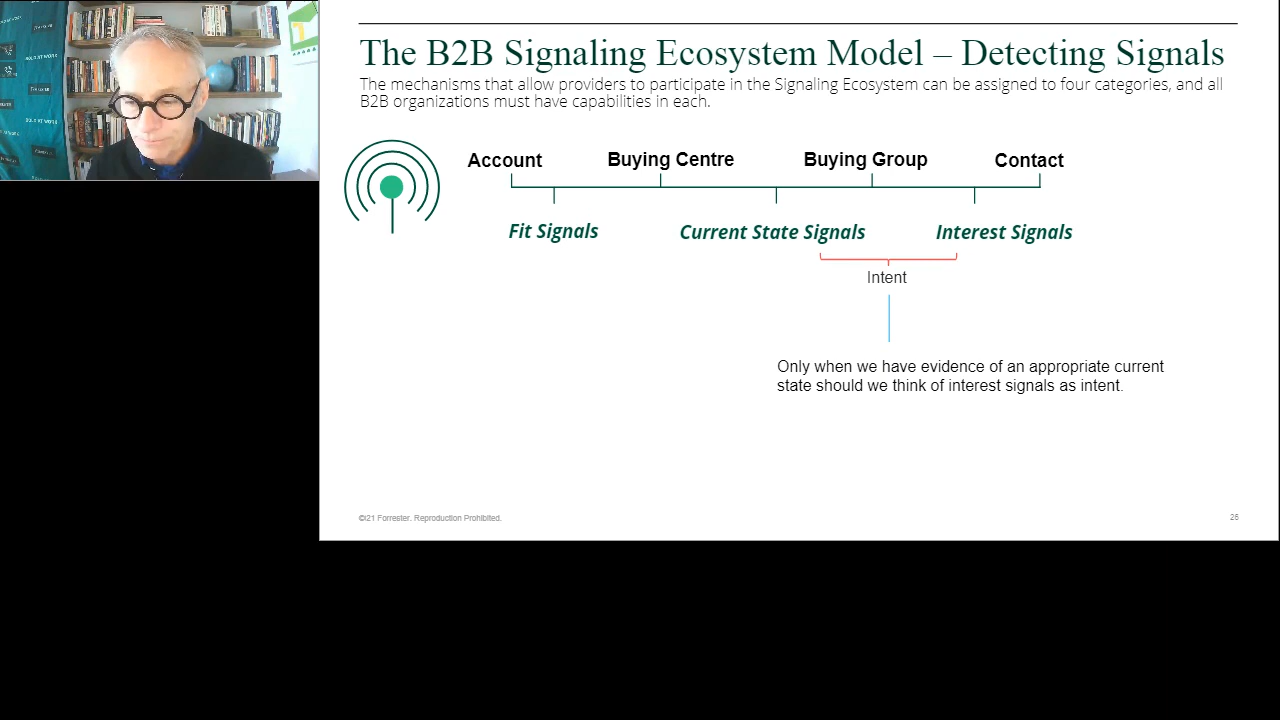 The B2B Signaling Ecosystem Model – Detecting Signals
The mechanisms that allow providers to participate in the Signaling Ecosystem can be assigned to four categories, and all
B2B organizations must have capabilities in each.
Account
Buying Centre
Buying Group
Contact
Fit Signals
Current State Signals
Interest Signals
Intent
Only when we have evidence of an appropriate current
state should we think of interest signals as intent.
©21 Forrester. Reproduction Prohibited.